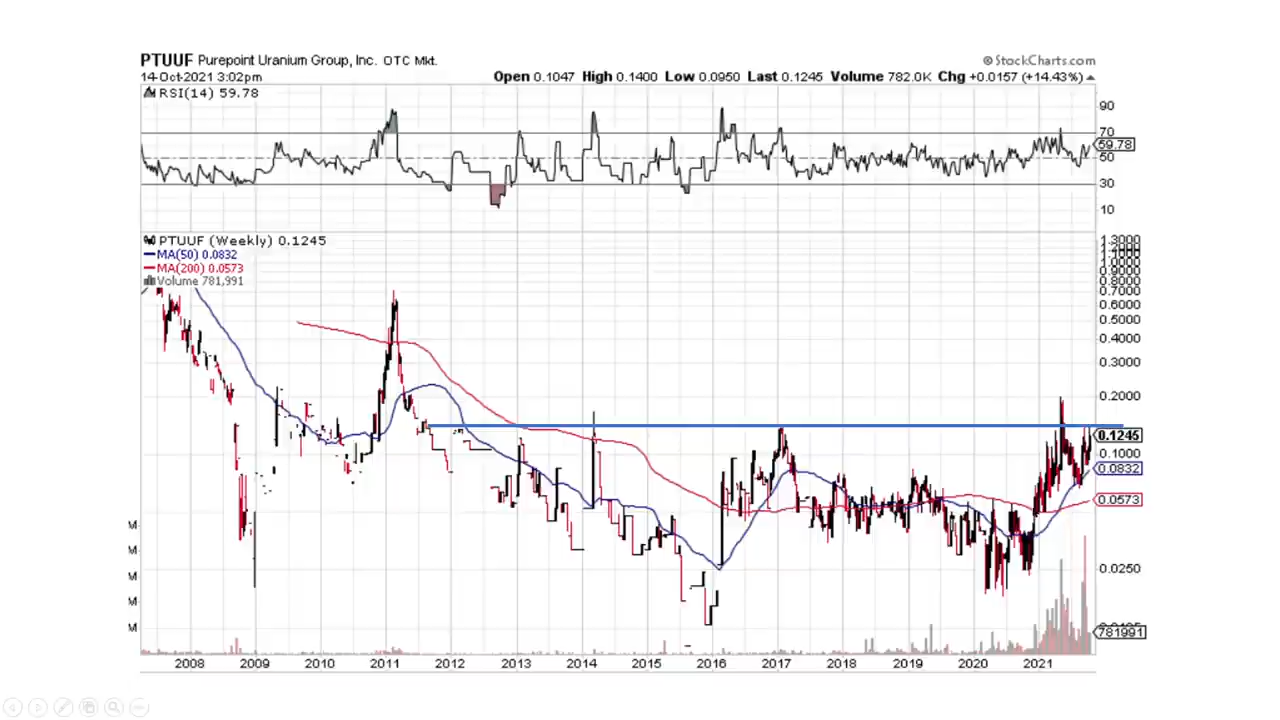 PTUUF Purepoint Uranium Group, Inc. OTC Mkt. © StockCharts.com
14-Oct-2021 3:02pm Open 0.1047 High 0.1400 Low 0.0950 Last 0.1245 Volume 782.0K Chg +0.0157 (+14.43%)
RSI(14) 59.78
90
70
59.78
50
30
10
PTUUF (Weekly) 0.1245
MA(50) 0.0832
MA(200) 0.0573
Volume 781,991
1.3000
1.0000
0.9000
0.8000
0.7000
0.6000
0.5000
0.4000
0.3000
0.2000
0.1245
0.1000
0.0832
0.0573
0.0250
781991
M
M
M
M
M
2008 2009 2010 2011 2012 2013 2014 2015 2016 2017 2018 2019 2020 2021